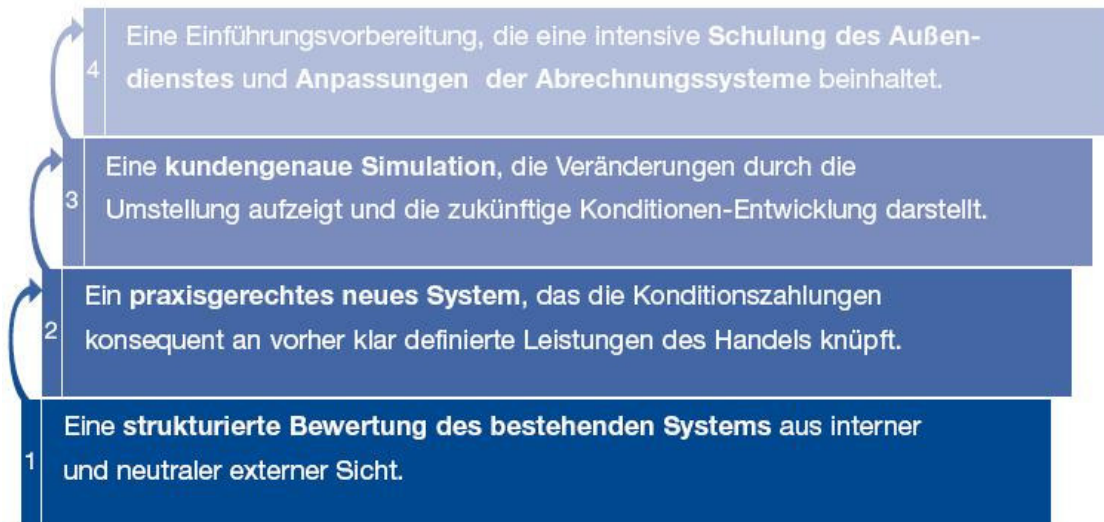 4
Eine Einführungsvorbereitung, die eine intensive Schulung des Außen-
dienstes und Anpassungen der Abrechnungssysteme beinhaltet.
3
Eine kundengenaue Simulation, die Veränderungen durch die
Umstellung aufzeigt und die zukünftige Konditionen-Entwicklung darstellt.
2
Ein praxisgerechtes neues System, das die Konditionszahlungen
konsequent an vorher klar definierte Leistungen des Handels knüpft.
1
Eine strukturierte Bewertung des bestehenden Systems aus interner
und neutraler externer Sicht.